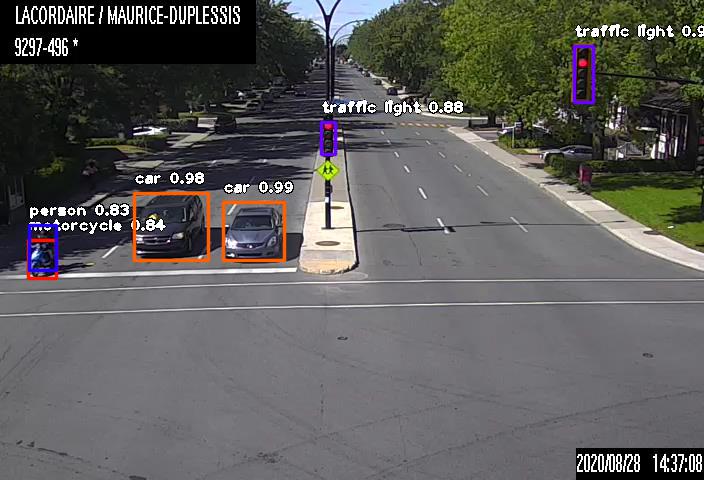 LACORDAIRE / MAURICE-DUPLESSIS
9297-496 *
traffic light 0.9
traffic light 0.88
car 0.98
car 0.99
person 0.83
motorcycle 0.84
2020/08/28 14:37:08